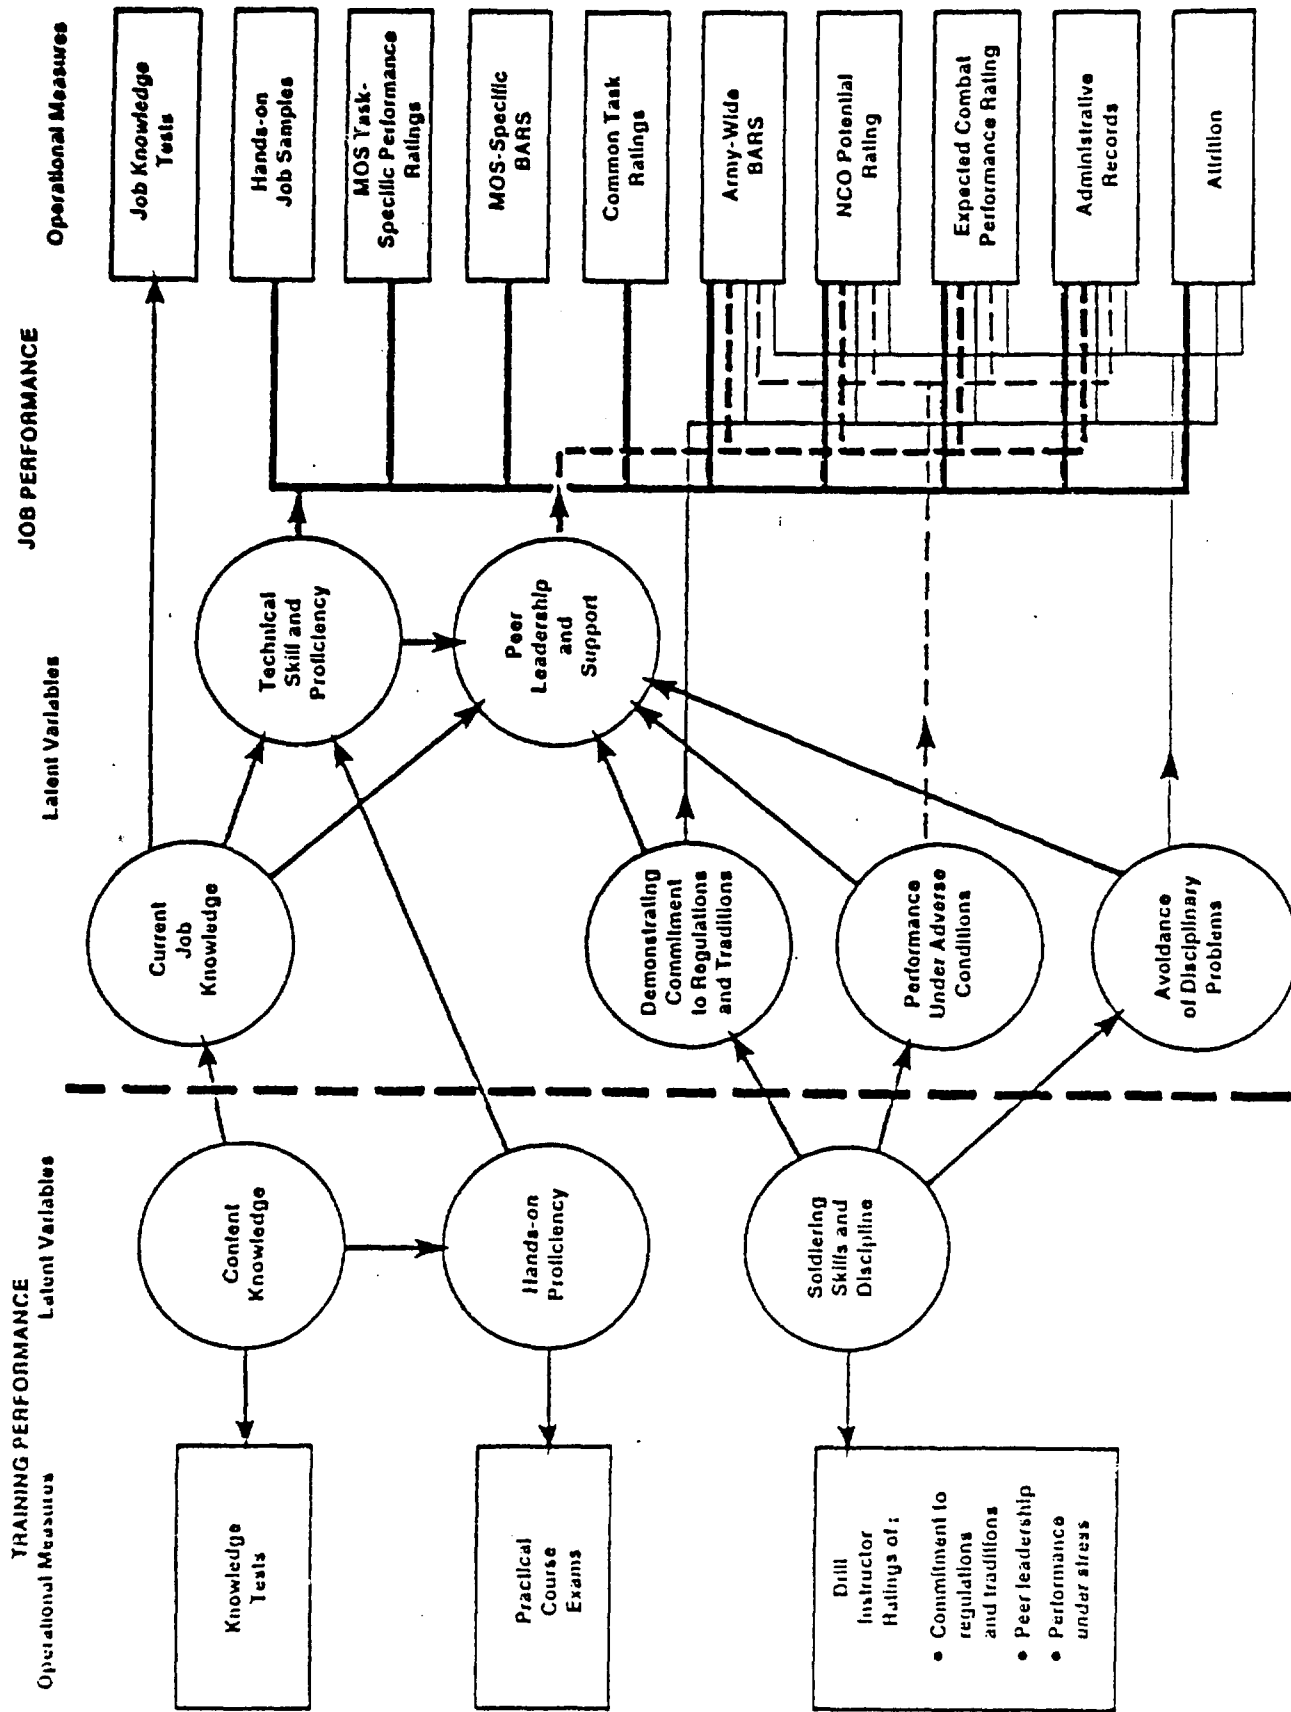 TRAINING PERFORMANCE
JOB PERFORMANCE
Operational Measures
Latent Variables
Latent Variables
Operational Measures
Knowledge
Tests
Practical
Course
Exams
Drill
Instructor
Ratings of:
• Commitment to
regulations
and traditions
• Peer leadership
• Performance
under stress
Content
Knowledge
Hands-on
Proficiency
Soldiering
Skills and
Discipline
Current
Job
Knowledge
Demonstrating
Commitment
to Regulations
and Traditions
Performance
Under Adverse
Conditions
Avoidance
of Disciplinary
Problems
Technical
Skill and
Proficiency
Peer
Leadership
and
Support
Job Knowledge
Tests
Hands-on
Job Samples
MOS Task-
Specific Performance
Ratings
MOS-Specific
BARS
Common Task
Ratings
Army-Wide
BARS
NCO Potential
Rating
Expected Combat
Performance Rating
Administrative
Records
Attrition